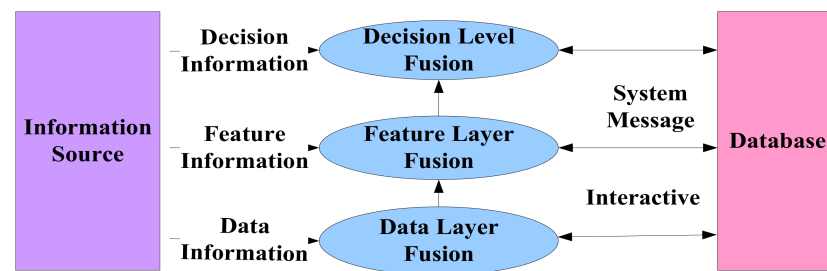 Decision
Information
Decision Level
Fusion
Information
Source
Feature
Information
Feature Layer
Fusion
System
Message
Database
Data
Information
Data Layer
Fusion
Interactive